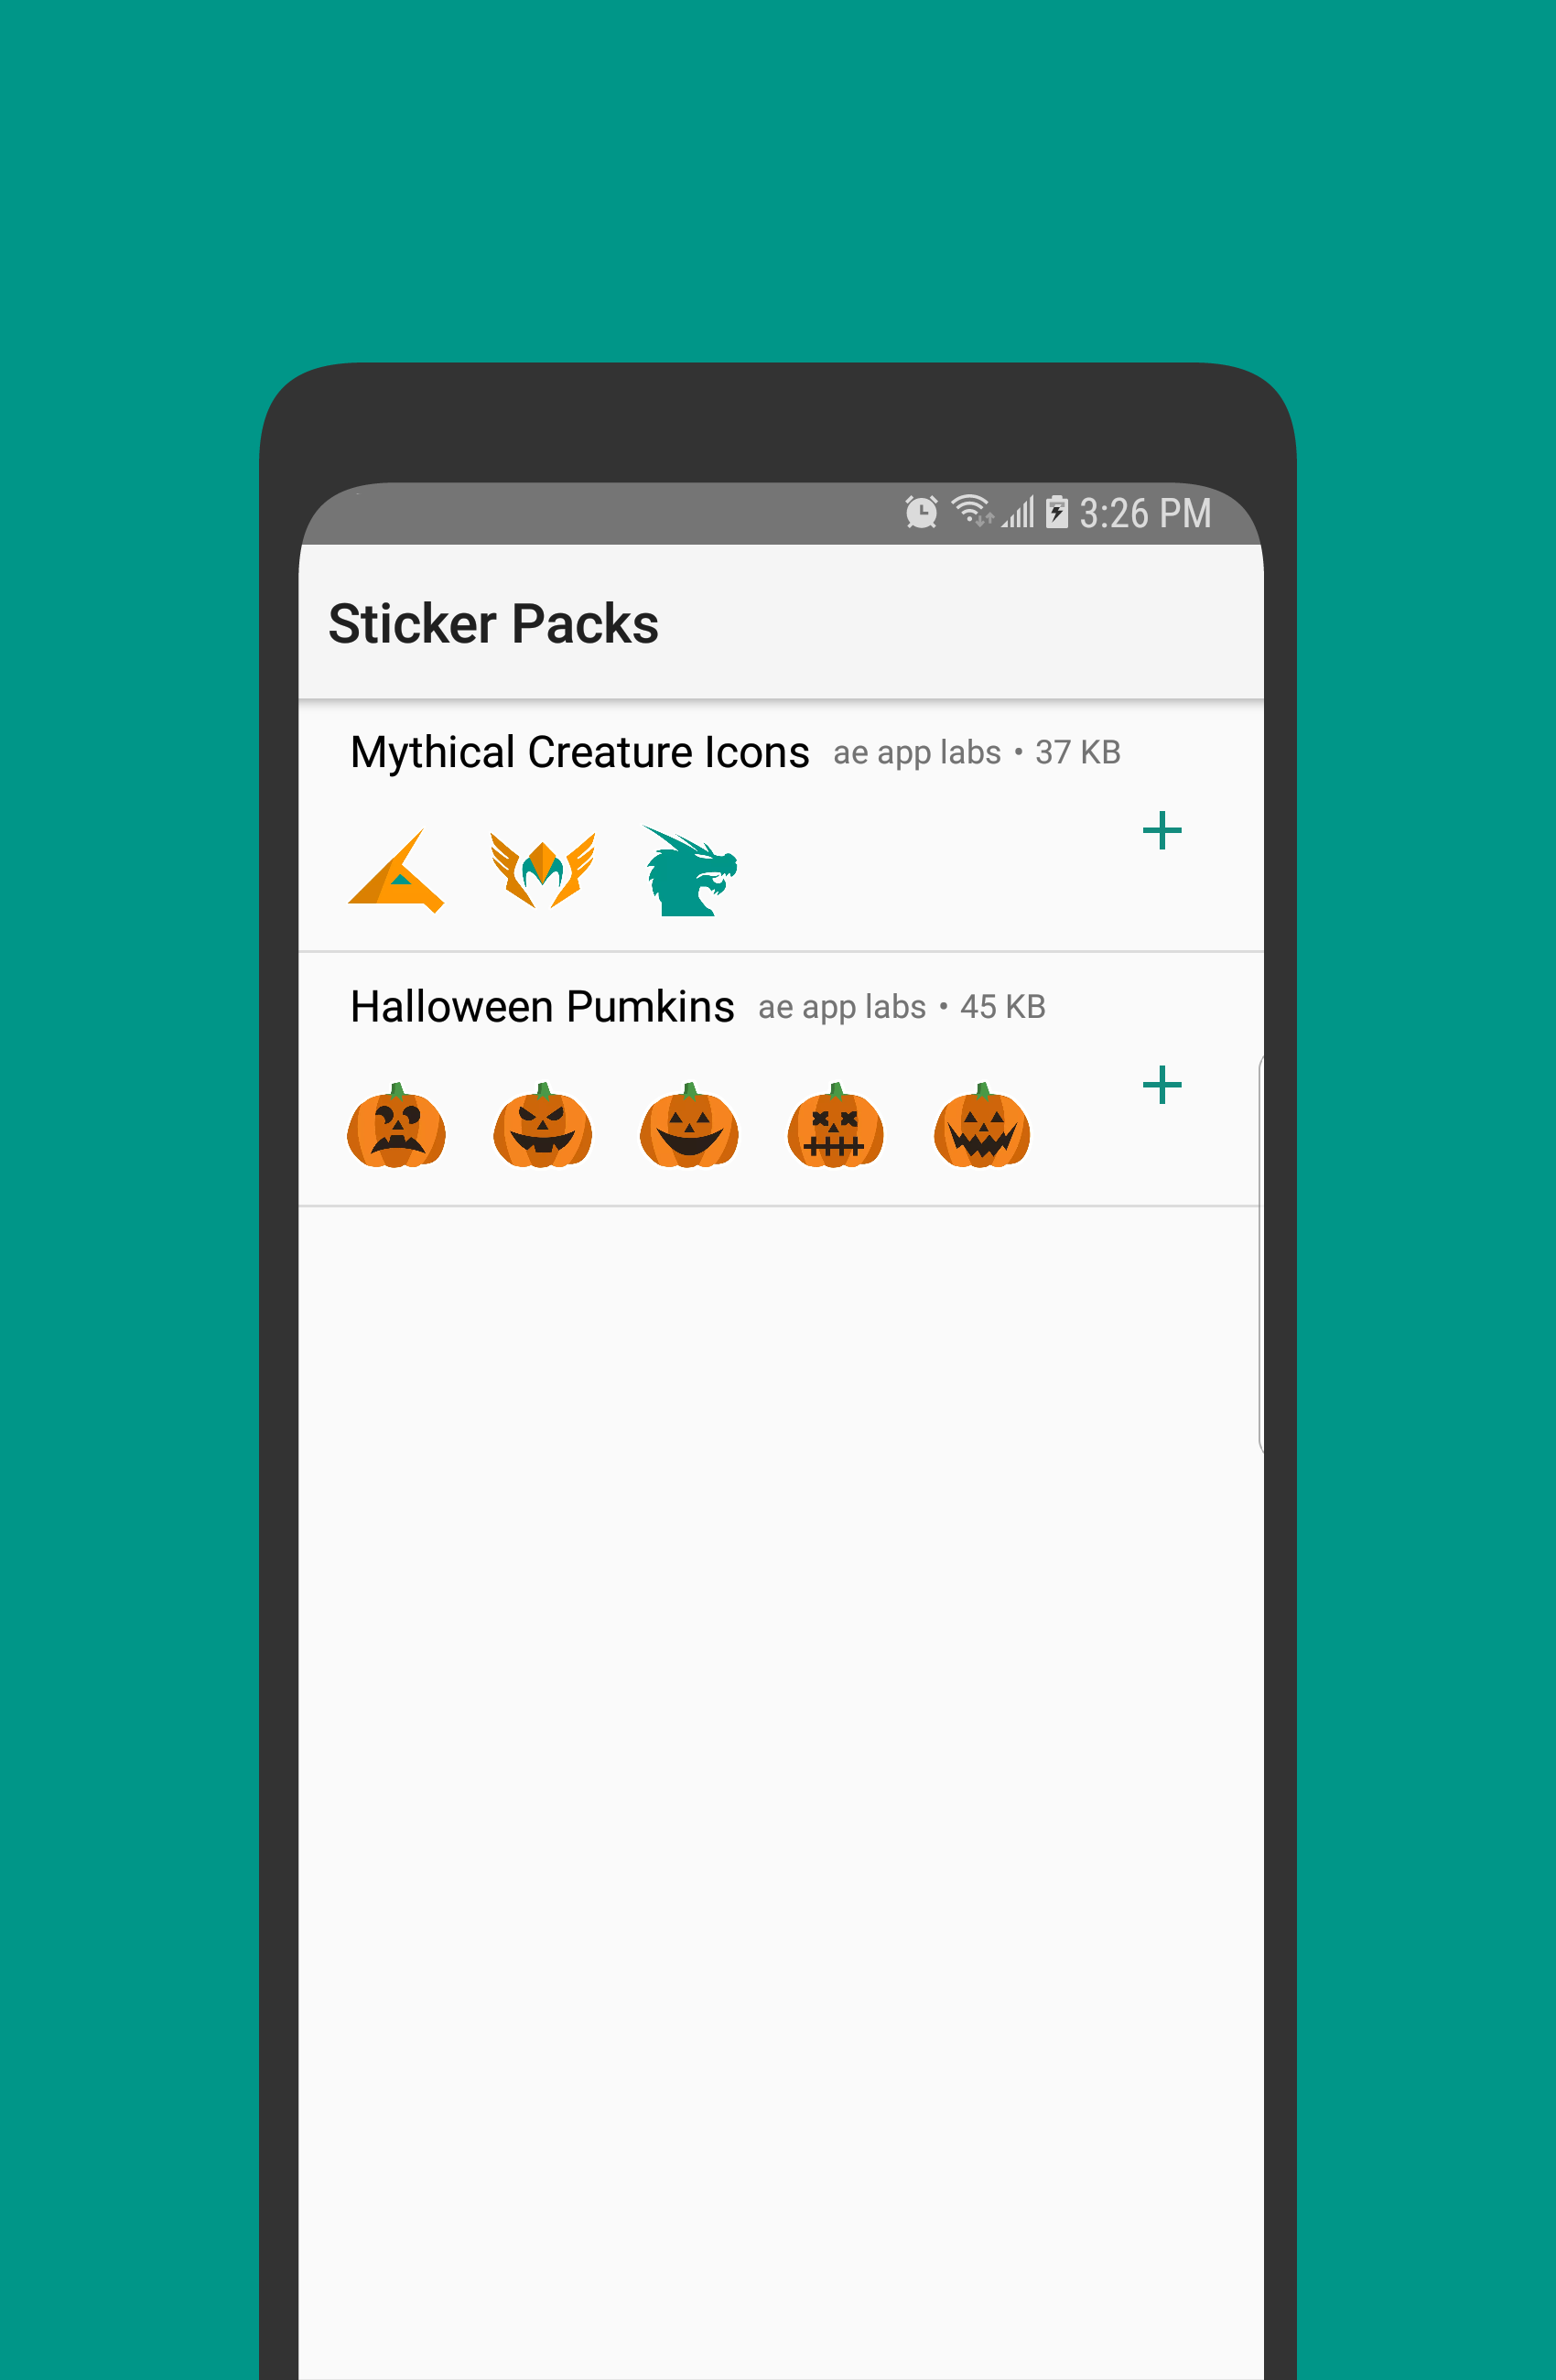 3:26 PM
Sticker Packs
Mythical Creature Icons ae app labs • 37 KB
Halloween Pumkins ae app labs • 45 KB